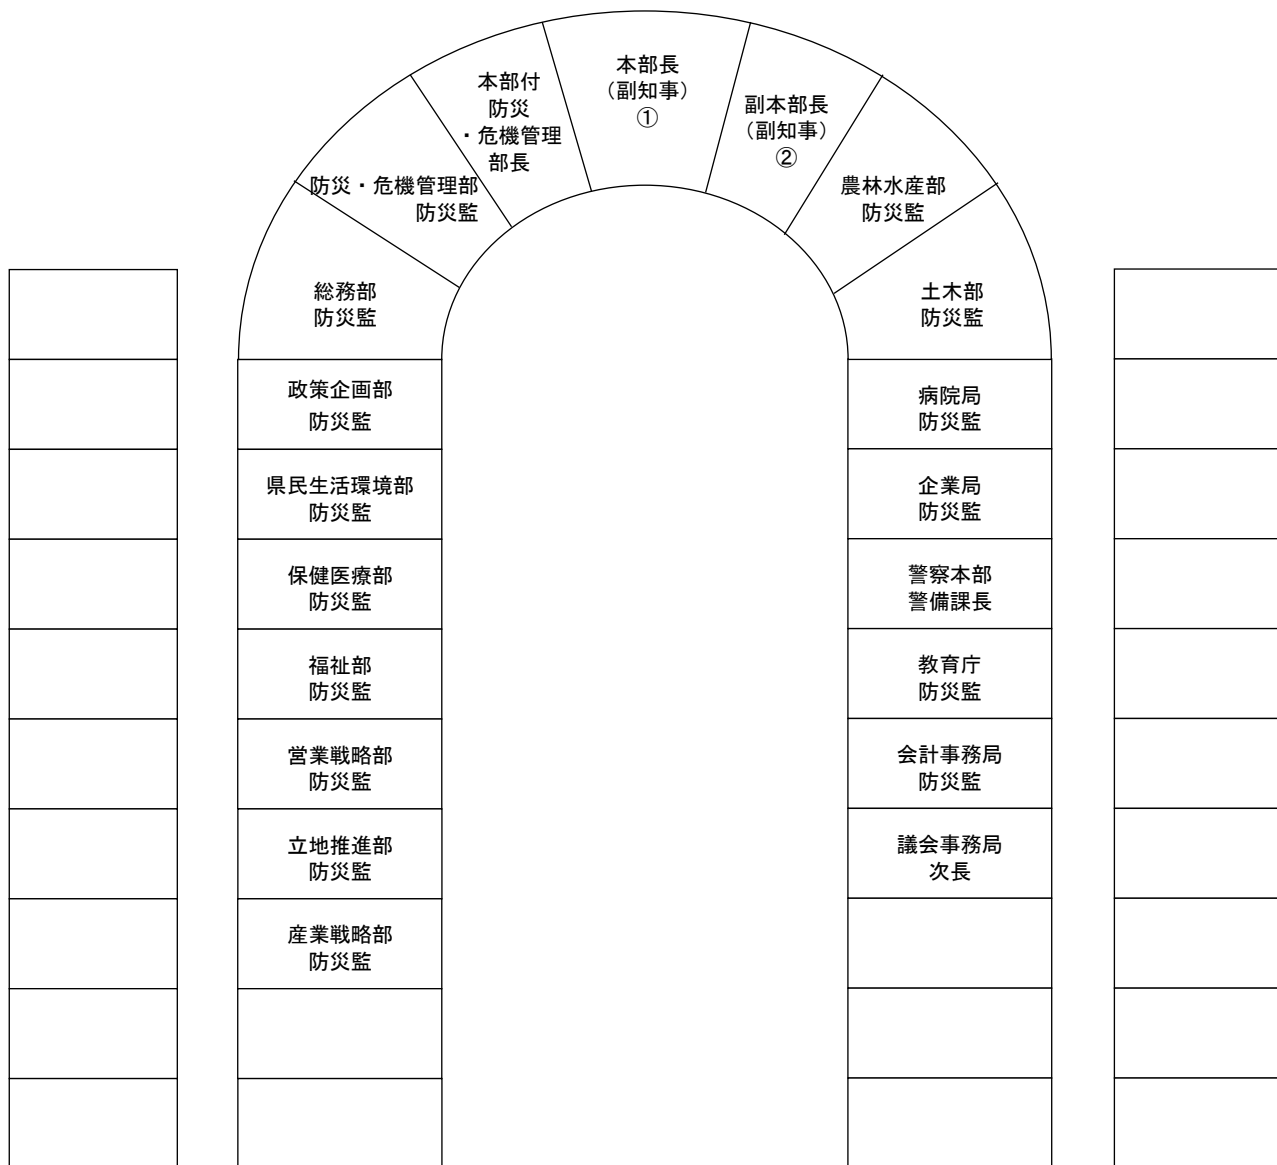 本部長
（副知事）
①
本部付
防災
・危機管理
部長
副本部長
（副知事）
②
防災・危機管理部
防災監
農林水産部
防災監
総務部
防災監
土木部
防災監
政策企画部
防災監
病院局
防災監
県民生活環境部
防災監
企業局
防災監
保健医療部
防災監
警察本部
警備課長
福祉部
防災監
教育庁
防災監
営業戦略部
防災監
会計事務局
防災監
立地推進部
防災監
議会事務局
次長
産業戦略部
防災監